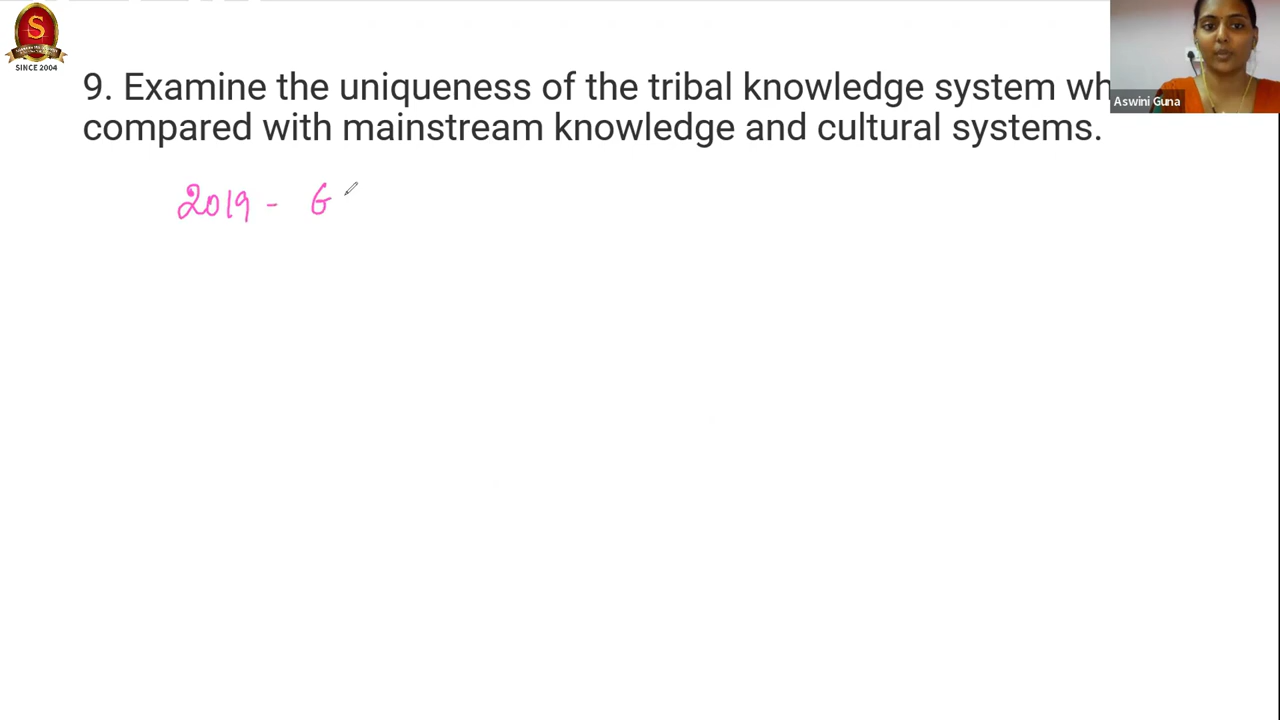 S
SINCE 2004
9. Examine the uniqueness of the tribal knowledge system wh
compared with mainstream knowledge and cultural systems.
Aswini Guna
2019 - G